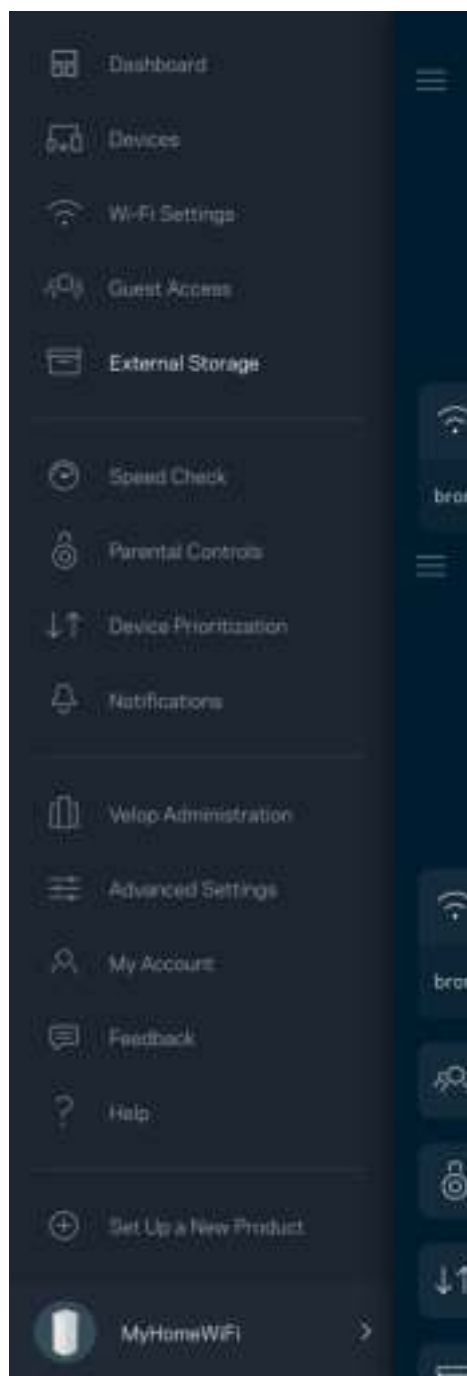 Dashboard
Devices
Wi-Fi Settings
Guest Access
External Storage
Speed Check
Parental Controls
Device Prioritization
Notifications
Velop Administration
Advanced Settings
My Account
Feedback
Help
Set Up a New Product
MyHomeWiFi